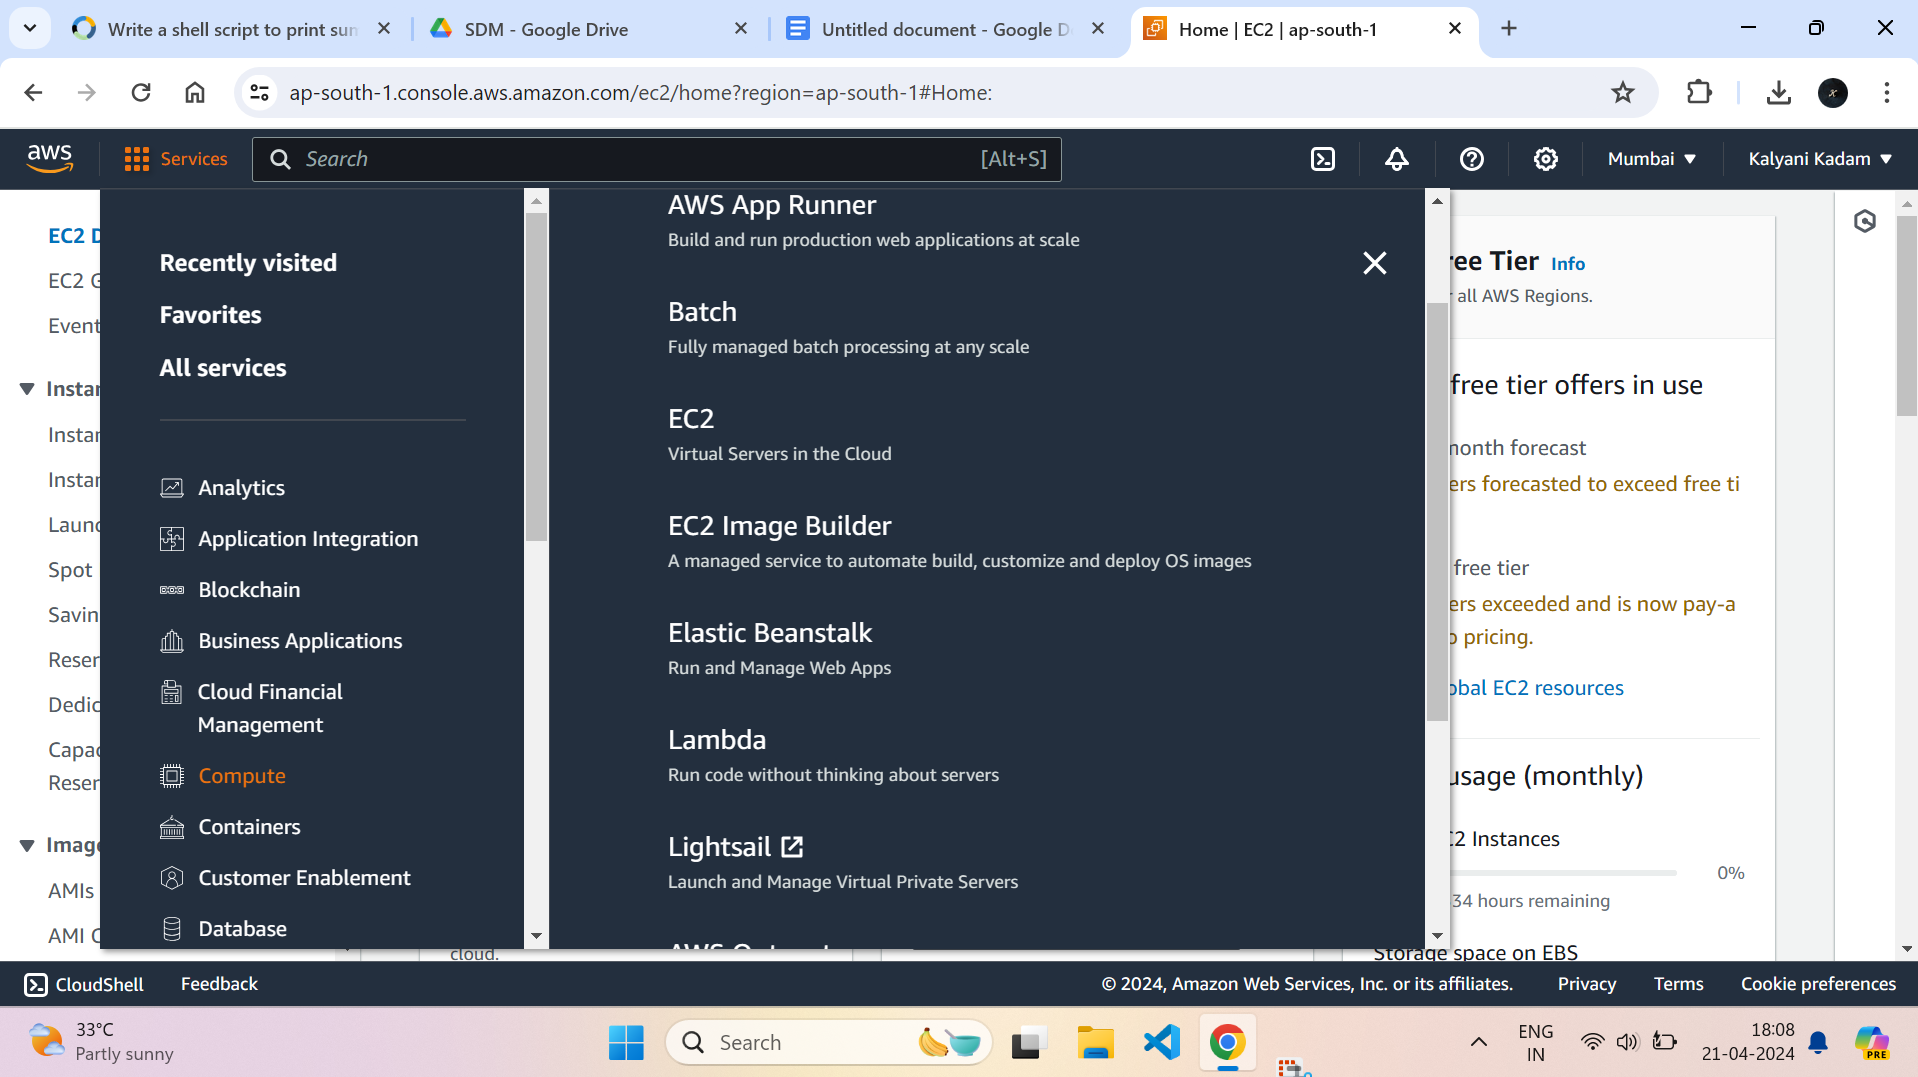 Write a shell script to print sum
SDM - Google Drive
Untitled document - Google D
Home | EC2 | ap-south-1
ap-south-1.console.aws.amazon.com/ec2/home?region=ap-south-1#Home:
aws
Services
Search
[Alt+S]
Mumbai
Kalyani Kadam
EC2 D
EC2 G
Event
Instan
Instan
Instan
Launc
Spot
Savin
Reser
Dedic
Capac
Reser
Image
AMIs
AMI C
Recently visited
Favorites
All services
Analytics
Application Integration
Blockchain
Business Applications
Cloud Financial
Management
Compute
Containers
Customer Enablement
Database
AWS App Runner
Build and run production web applications at scale
Batch
Fully managed batch processing at any scale
EC2
Virtual Servers in the Cloud
EC2 Image Builder
A managed service to automate build, customize and deploy OS images
Elastic Beanstalk
Run and Manage Web Apps
Lambda
Run code without thinking about servers
Lightsail
Launch and Manage Virtual Private Servers
cloud.
ree Tier Info
all AWS Regions.
free tier offers in use
month forecast
ers forecasted to exceed free ti
free tier
ers exceeded and is now pay-a
pricing.
obal EC2 resources
usage (monthly)
C2 Instances
0%
34 hours remaining
Storage space on EBS
CloudShell
Feedback
© 2024, Amazon Web Services, Inc. or its affiliates.
Privacy
Terms
Cookie preferences
33°C
Partly sunny
Search
ENG
IN
18:08
21-04-2024
PRE